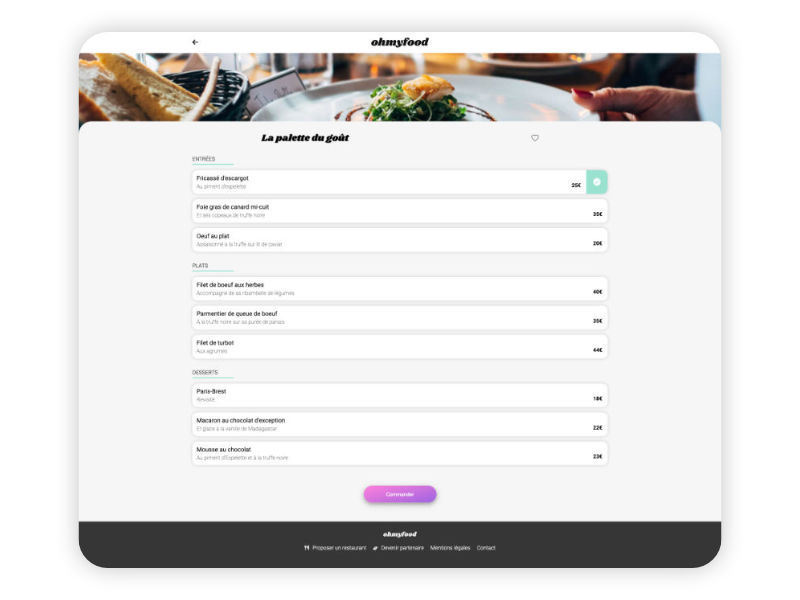 ohmyfood
La palette du goût
ENTRÉES
Fricassé d'escargot
Au piment d'espelette
25€
Foie gras de canard mi-cuit
Et ses copeaux de truffe noire
35€
Oeuf au plat
Assaisonné à la truffe sur lit de caviar
20€
PLATS
Filet de boeuf aux herbes
Accompagné de sa ribambelle de légumes
40€
Parmentier de queue de boeuf
À la truffe noire sur sa purée de panais
35€
Filet de turbot
Aux agrumes
44€
DESSERTS
Paris-Brest
Revisité
18€
Macaron au chocolat d'exception
Et glace à la vanille de Madagascar
22€
Mousse au chocolat
Au piment d'Espelette et à la truffe noire
23€
Commander
ohmyfood
Proposer un restaurant Devenir partenaire Mentions légales Contact